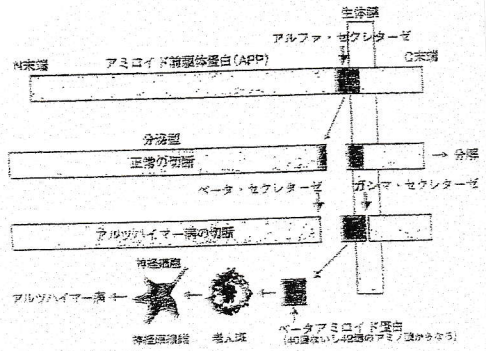 生体膜
アルファ・セクレターゼ
N末端
アミロイド前駆体蛋白(APP)
C末端
分泌型
正常の切断
→ 分解
ベータ・セクレターゼ
ガンマ・セクレターゼ
アルツハイマー病の切断
神経細胞
アルツハイマー病
神経原線維
老人斑
ベータアミロイド蛋白
(40個ないし42個のアミノ酸からなる)